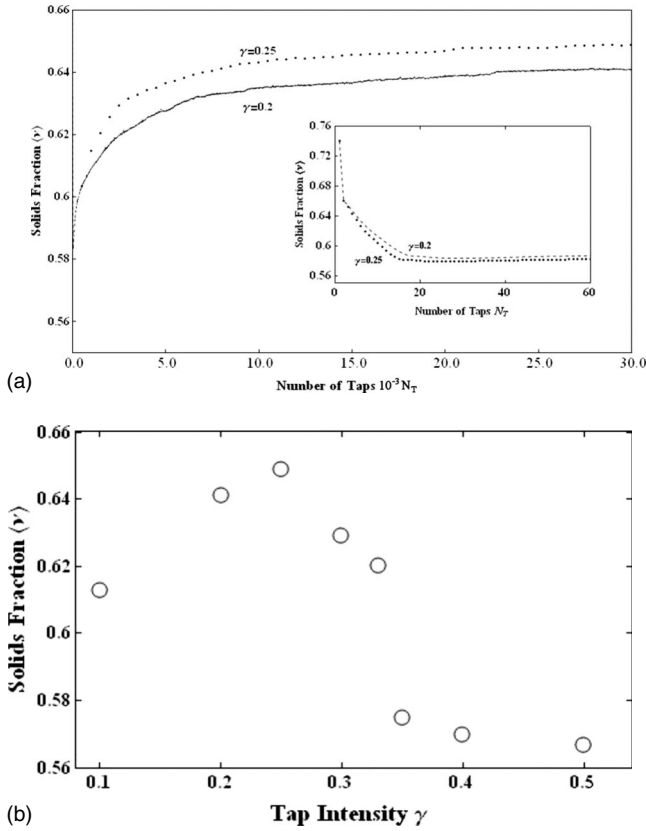 0.66
0.64
0.62
0.6
0.58
0.56
Solids Fraction ⟨ν⟩
γ=0.25
γ=0.2
0.76
0.72
0.68
0.64
0.6
0.56
Solids Fraction ⟨ν⟩
γ=0.2
γ=0.25
0 20 40 60
Number of Taps N_T
0.0 5.0 10.0 15.0 20.0 25.0 30.0
Number of Taps 10⁻³ N_T
(a)
0.66
0.64
0.62
0.6
0.58
0.56
Solids Fraction ⟨ν⟩
0.1 0.2 0.3 0.4 0.5
Tap Intensity γ
(b)